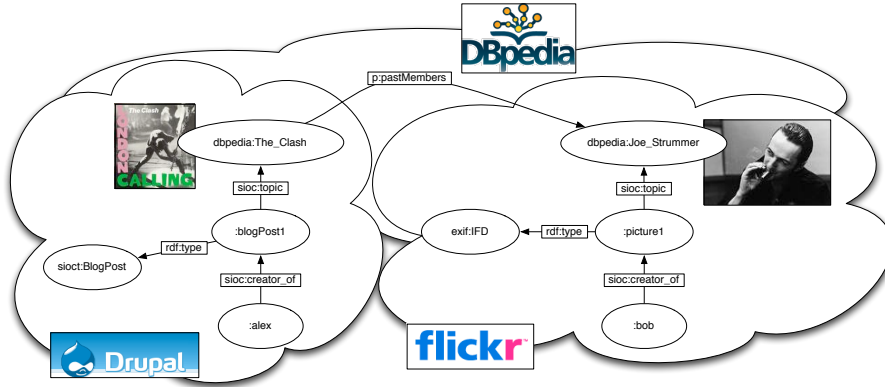 DBpedia
p:pastMembers
The Clash
LONDON
CALLING
dbpedia:The_Clash
dbpedia:Joe_Strummer
sioc:topic
sioc:topic
:blogPost1
exif:IFD
rdf:type
:picture1
rdf:type
sioct:BlogPost
sioc:creator_of
sioc:creator_of
:alex
:bob
Drupal
flickr